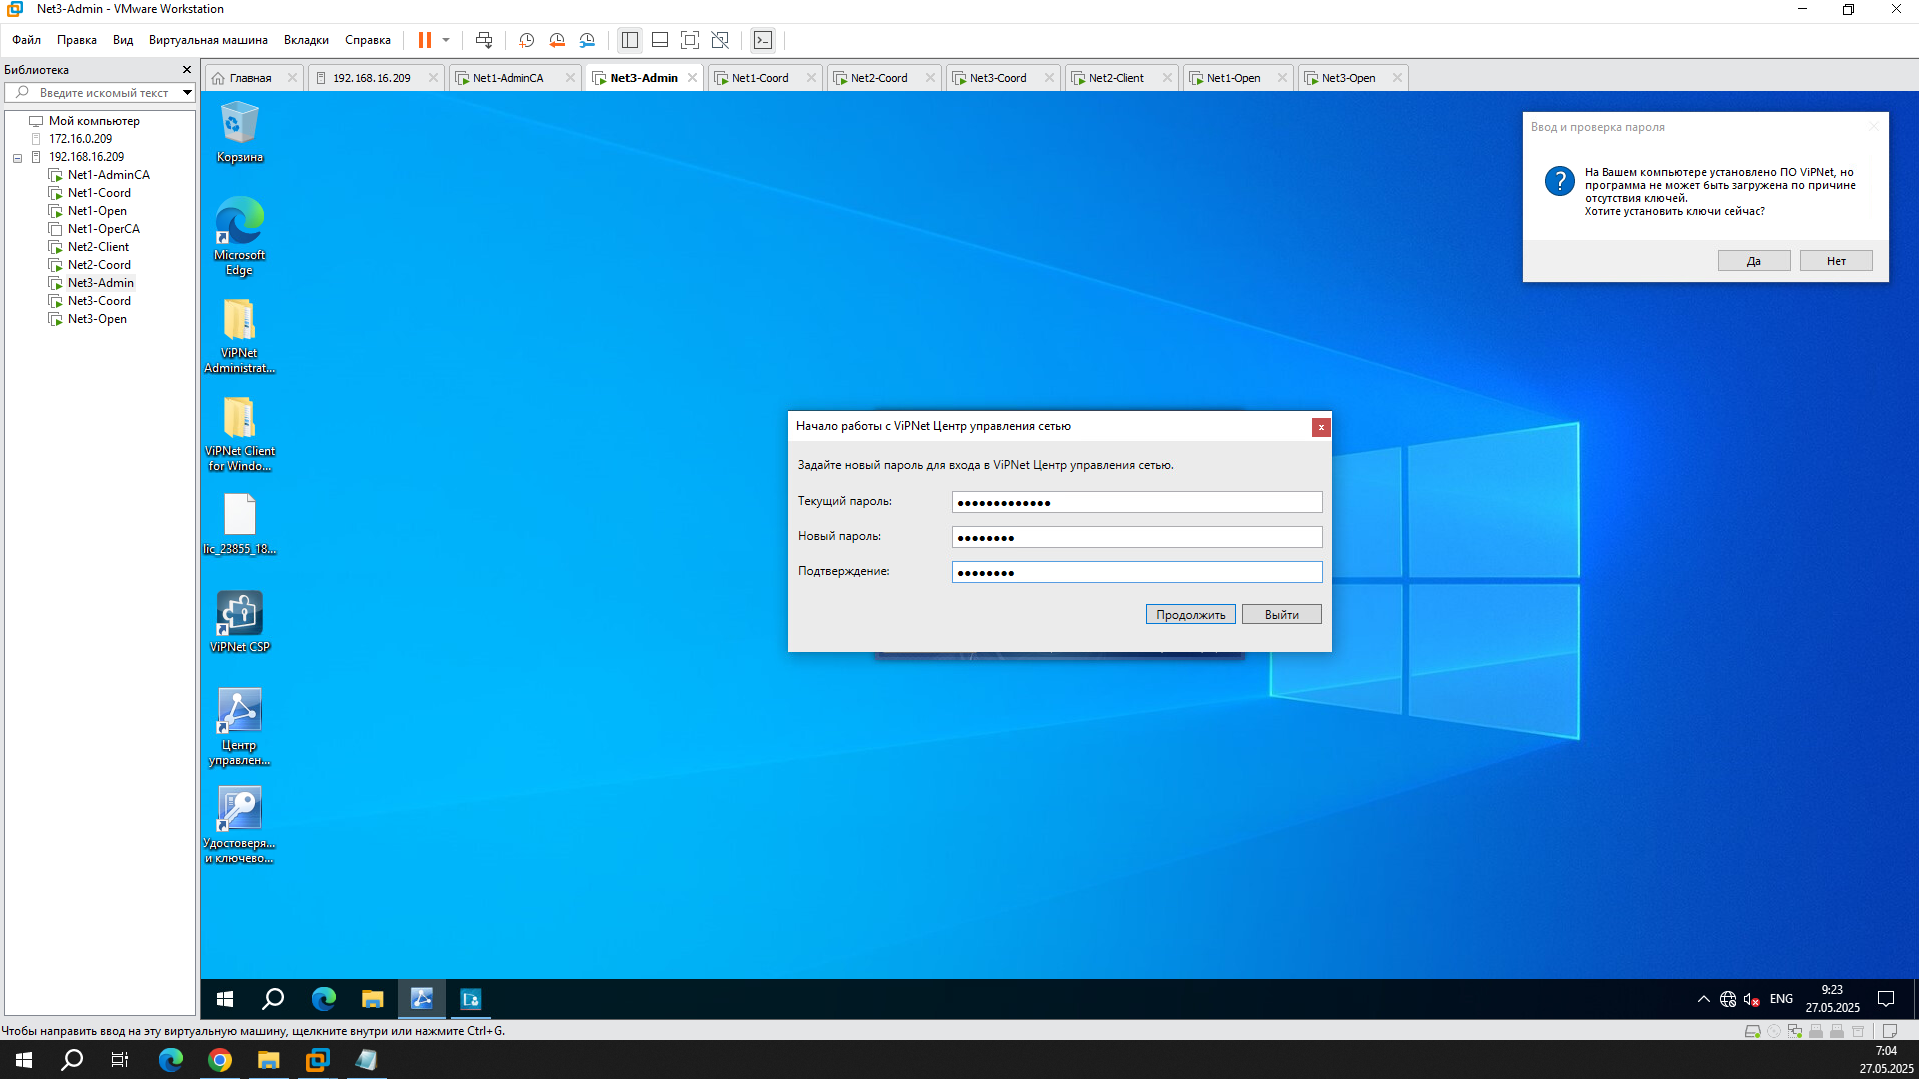 Net3-Admin - VMware Workstation
Файл Правка Вид Виртуальная машина Вкладки Справка
Библиотека
Введите искомый текст
Мой компьютер
172.16.0.209
192.168.16.209
Net1-AdminCA
Net1-Coord
Net1-Open
Net1-OperCA
Net2-Client
Net2-Coord
Net3-Admin
Net3-Coord
Net3-Open
Главная 192.168.16.209 Net1-AdminCA Net3-Admin Net1-Coord Net2-Coord Net3-Coord Net2-Client Net1-Open Net3-Open
Корзина
Microsoft
Edge
ViPNet
Administrat...
ViPNet Client
for Windo...
lic_23855_18...
ViPNet CSP
Центр
управлен...
Удостоверя...
и ключево...
Ввод и проверка пароля
На Вашем компьютере установлено ПО ViPNet, но
программа не может быть загружена по причине
отсутствия ключей.
Хотите установить ключи сейчас?
Да Нет
Начало работы с ViPNet Центр управления сетью
Задайте новый пароль для входа в ViPNet Центр управления сетью.
Текущий пароль:
Новый пароль:
Подтверждение:
Продолжить Выйти
ENG
9:23
27.05.2025
Чтобы направить ввод на эту виртуальную машину, щелкните внутри или нажмите Ctrl+G.
7:04
27.05.2025